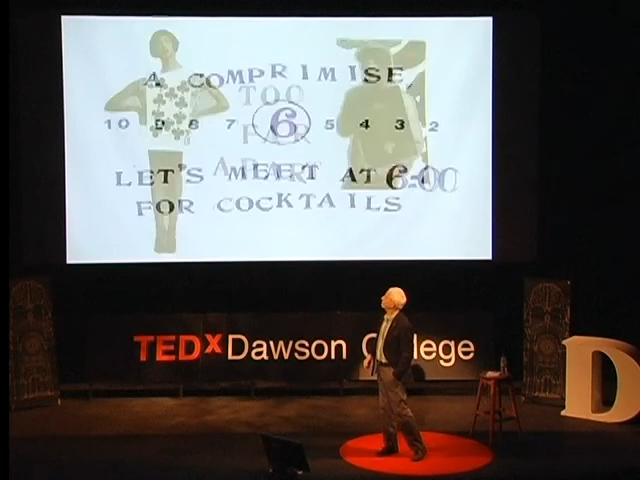 A COMPRIMISE
TOO
10 9 8 7 6 5 4 3 2
FAR
APART
LET'S MEET AT 6:00
FOR COCKTAILS
TEDx Dawson College
D